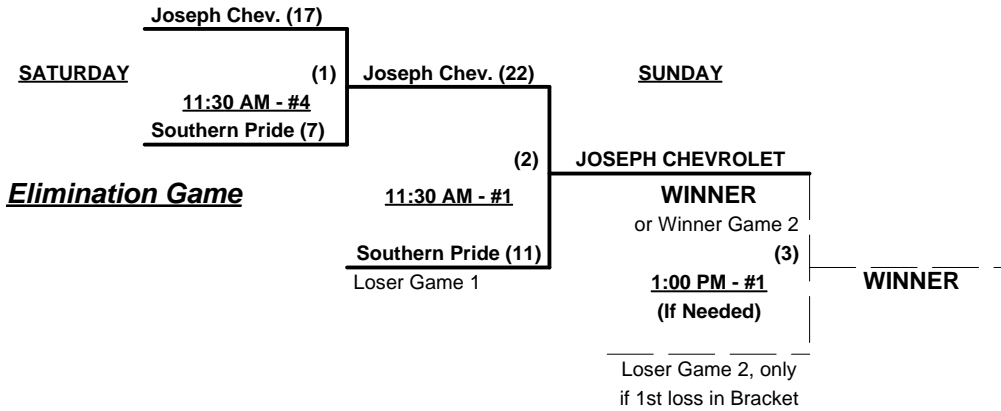 Joseph Chev. (17)
SATURDAY
(1)
Joseph Chev. (22)
SUNDAY
11:30 AM - #4
Southern Pride (7)
(2)
JOSEPH CHEVROLET
Elimination Game
11:30 AM - #1
WINNER
or Winner Game 2
Southern Pride (11)
(3)
Loser Game 1
1:00 PM - #1
WINNER
(If Needed)
Loser Game 2, only
if 1st loss in Bracket